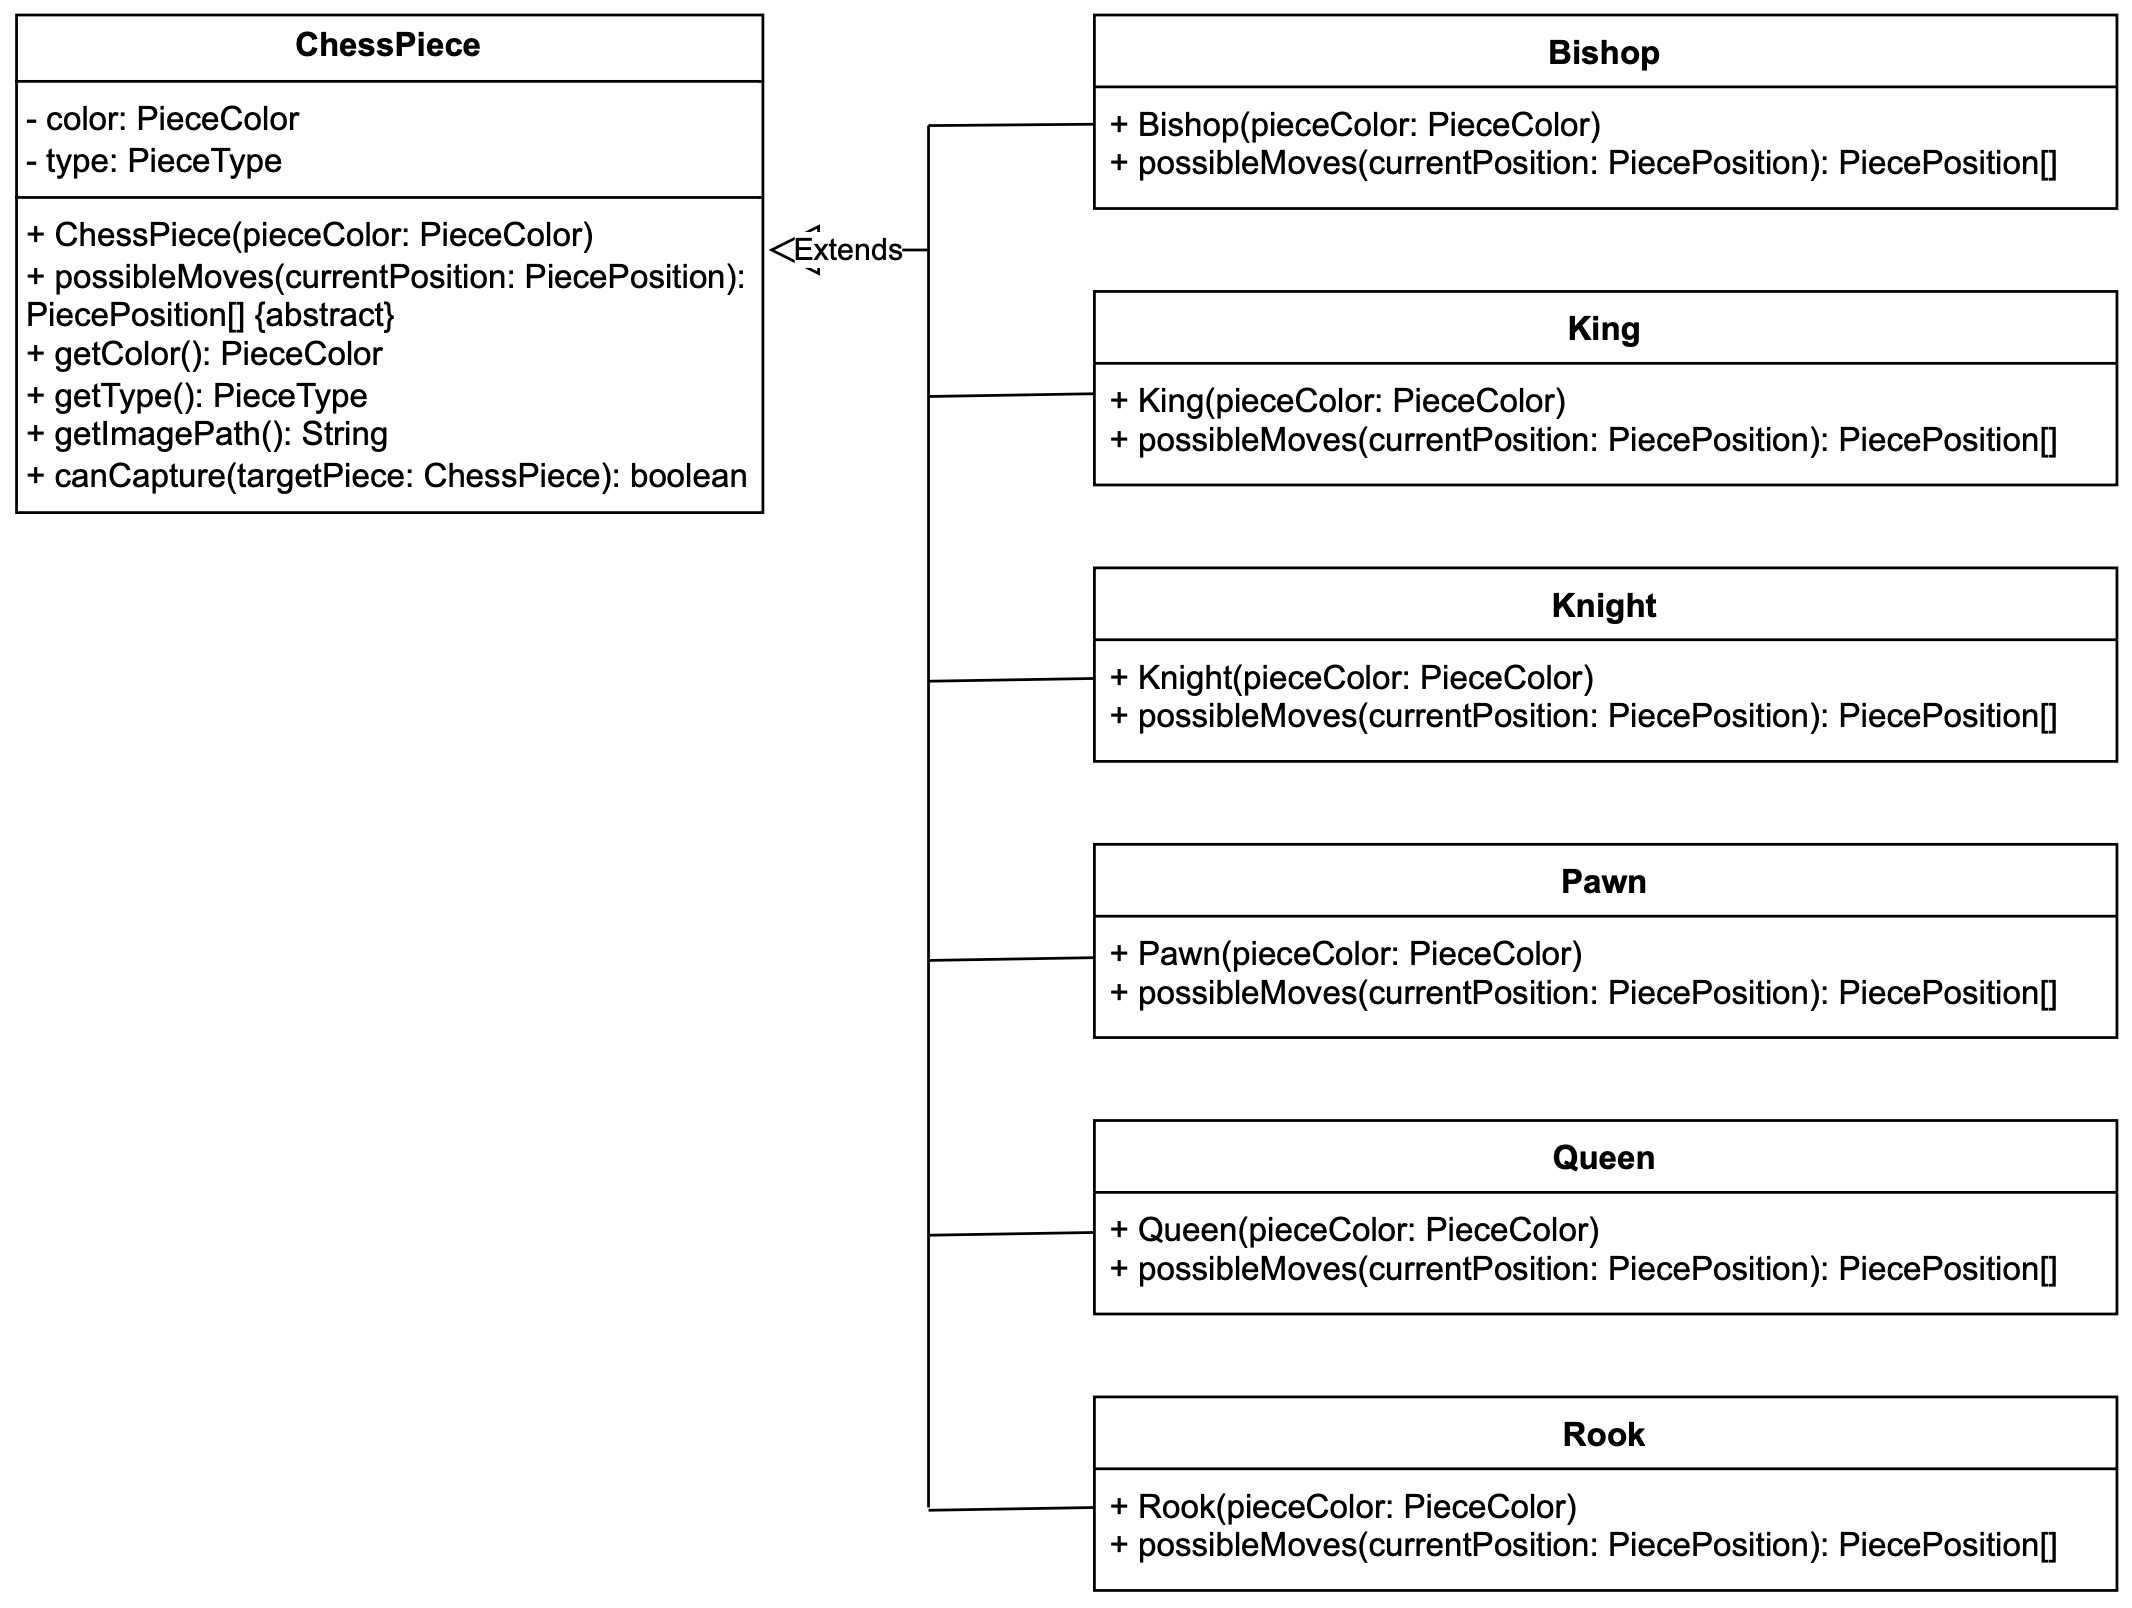 ChessPiece
- color: PieceColor
- type: PieceType
+ ChessPiece(pieceColor: PieceColor)
+ possibleMoves(currentPosition: PiecePosition):
PiecePosition[] {abstract}
+ getColor(): PieceColor
+ getType(): PieceType
+ getImagePath(): String
+ canCapture(targetPiece: ChessPiece): boolean
Extends
Bishop
+ Bishop(pieceColor: PieceColor)
+ possibleMoves(currentPosition: PiecePosition): PiecePosition[]
King
+ King(pieceColor: PieceColor)
+ possibleMoves(currentPosition: PiecePosition): PiecePosition[]
Knight
+ Knight(pieceColor: PieceColor)
+ possibleMoves(currentPosition: PiecePosition): PiecePosition[]
Pawn
+ Pawn(pieceColor: PieceColor)
+ possibleMoves(currentPosition: PiecePosition): PiecePosition[]
Queen
+ Queen(pieceColor: PieceColor)
+ possibleMoves(currentPosition: PiecePosition): PiecePosition[]
Rook
+ Rook(pieceColor: PieceColor)
+ possibleMoves(currentPosition: PiecePosition): PiecePosition[]